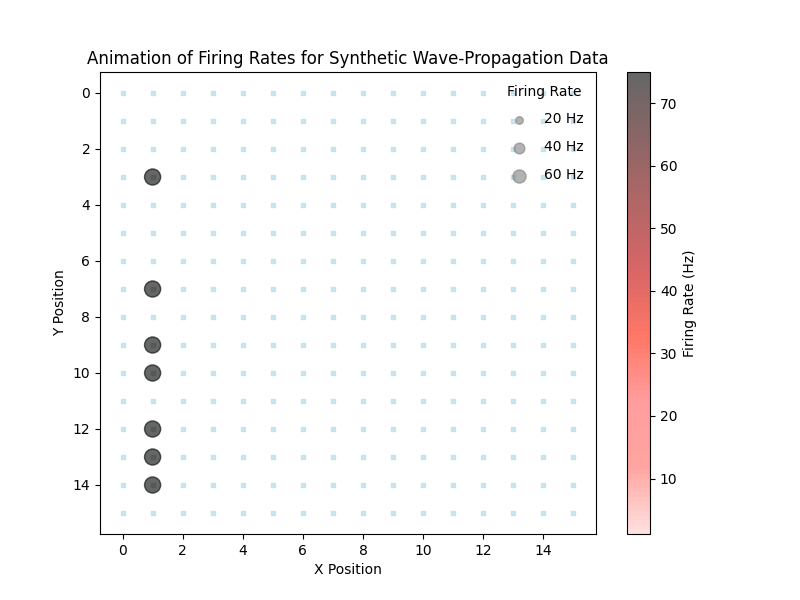 Animation of Firing Rates for Synthetic Wave-Propagation Data
Firing Rate
20 Hz
40 Hz
60 Hz
0
2
4
6
8
10
12
14
Y Position
0 2 4 6 8 10 12 14
X Position
70
60
50
40
30
20
10
Firing Rate (Hz)